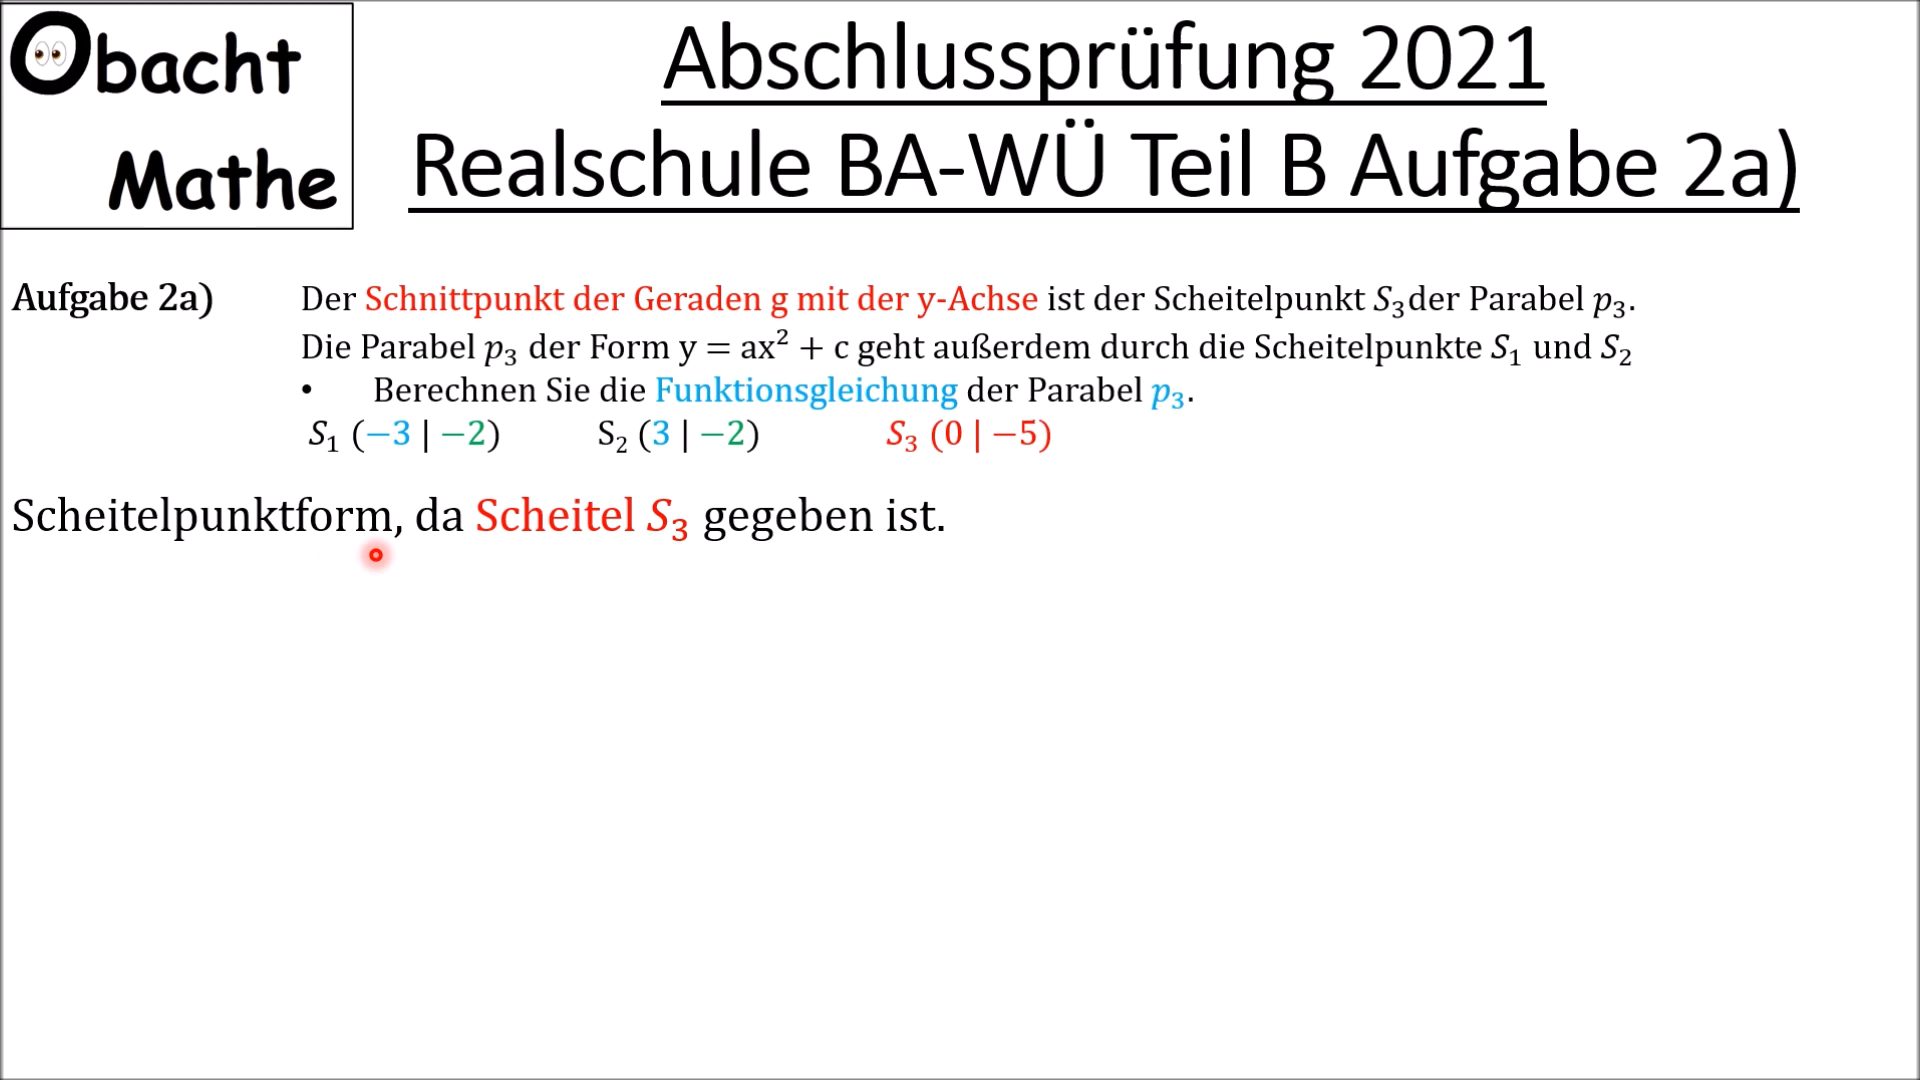 Obacht
Mathe
Abschlussprüfung 2021
Realschule BA-WÜ Teil B Aufgabe 2a)
Aufgabe 2a) Der Schnittpunkt der Geraden g mit der y-Achse ist der Scheitelpunkt S₃der Parabel p₃.
Die Parabel p₃ der Form y = ax² + c geht außerdem durch die Scheitelpunkte S₁ und S₂
• Berechnen Sie die Funktionsgleichung der Parabel p₃.
S₁ (−3 | −2) S₂ (3 | −2) S₃ (0 | −5)
Scheitelpunktform, da Scheitel S₃ gegeben ist.